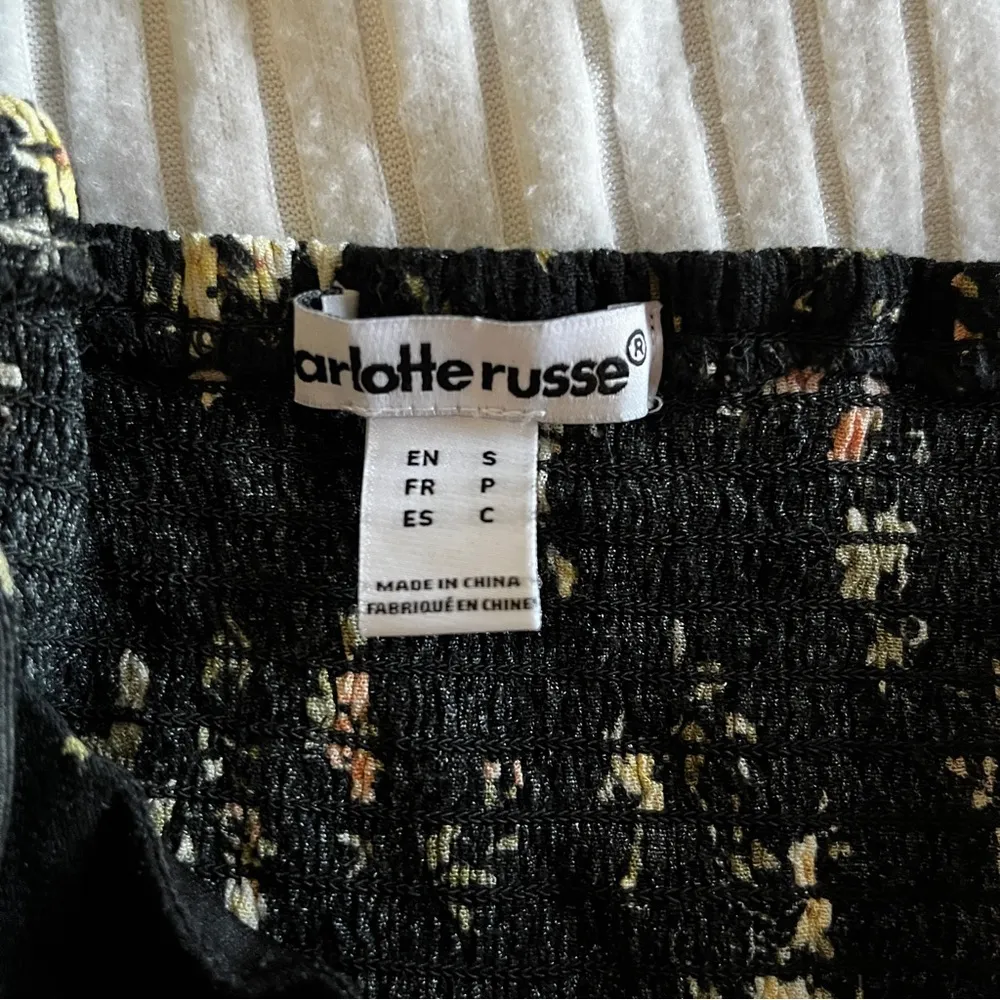 arlotte russe®
EN S
FR P
ES C
MADE IN CHINA
FABRIQUÉ EN CHINE